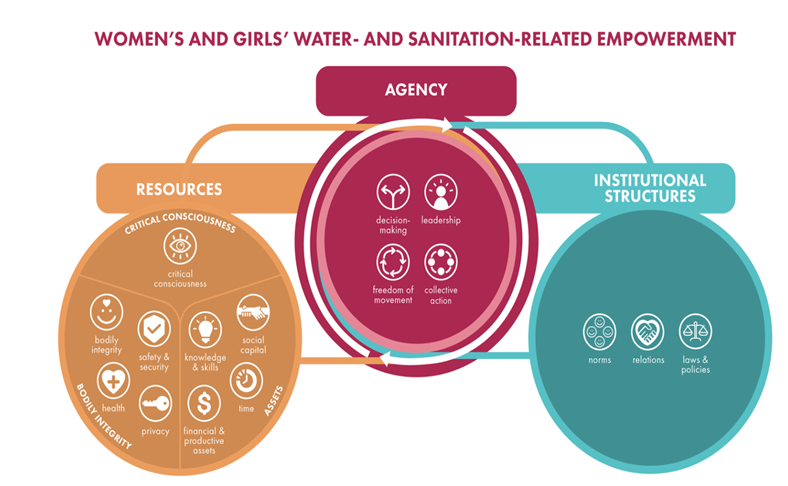 WOMEN'S AND GIRLS' WATER- AND SANITATION-RELATED EMPOWERMENT
AGENCY
RESOURCES
INSTITUTIONAL
STRUCTURES
decision-
making
leadership
freedom of
movement
collective
action
CRITICAL CONSCIOUSNESS
critical
consciousness
bodily
integrity
safety &
security
health
privacy
BODILY INTEGRITY
knowledge
& skills
social
capital
financial &
productive
assets
time
ASSETS
norms
relations
laws &
policies